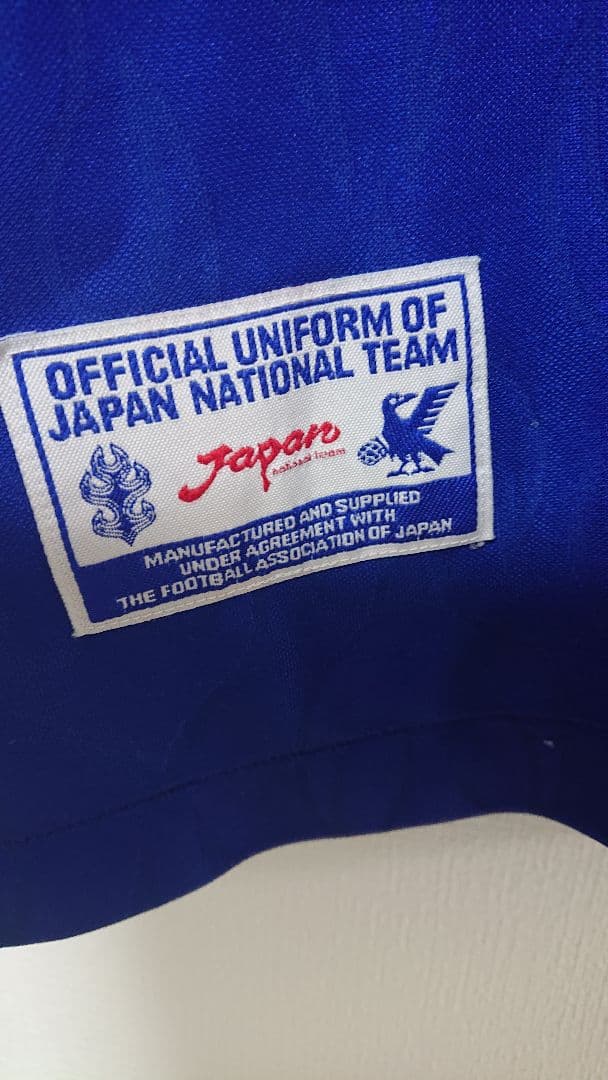 OFFICIAL UNIFORM OF
JAPAN NATIONAL TEAM
Japan
national team
MANUFACTURED AND SUPPLIED
UNDER AGREEMENT WITH
THE FOOTBALL ASSOCIATION OF JAPAN